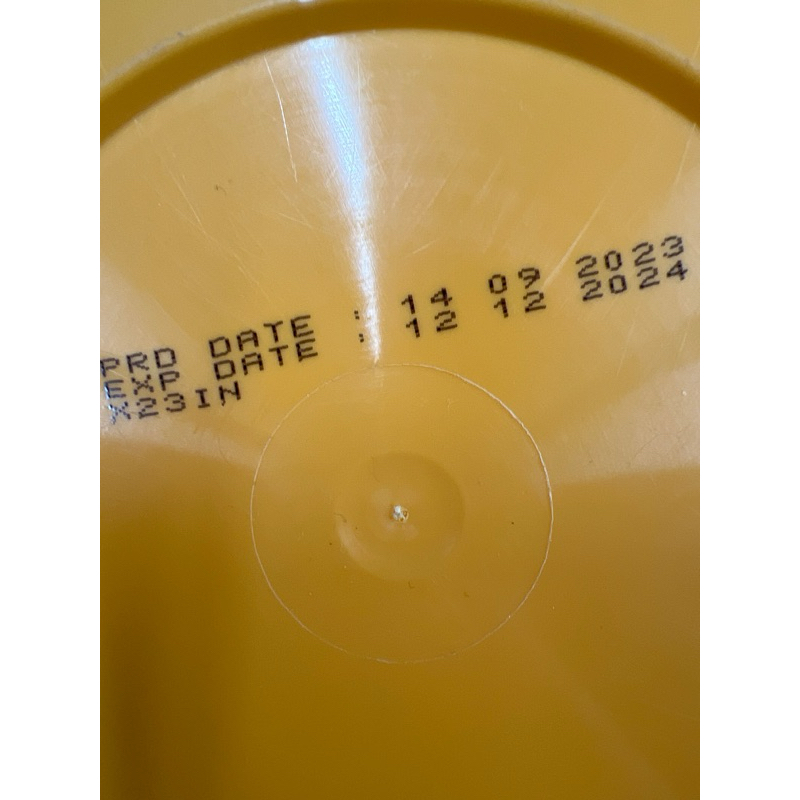 PRD DATE : 14 09 2023
EXP DATE : 12 12 2024
X23IN